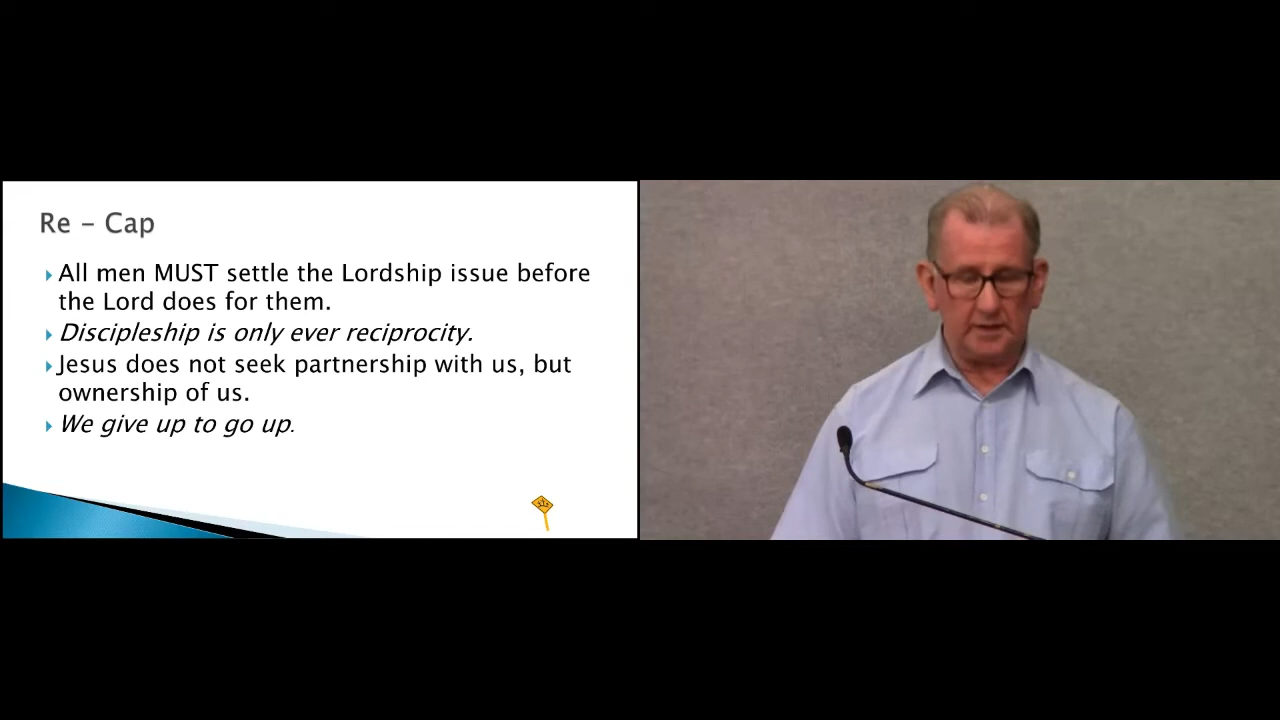 Re – Cap
All men MUST settle the Lordship issue before
the Lord does for them.
Discipleship is only ever reciprocity.
Jesus does not seek partnership with us, but
ownership of us.
We give up to go up.